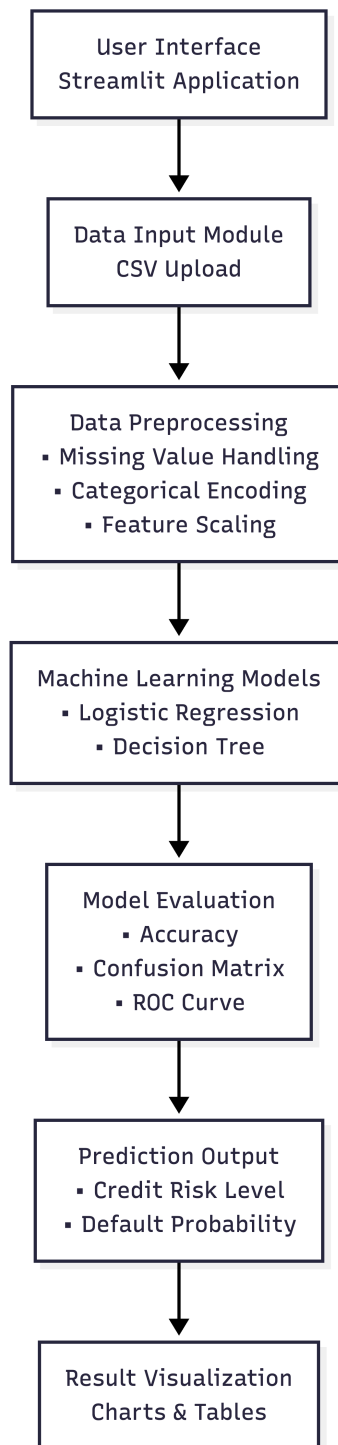 User Interface
Streamlit Application
Data Input Module
CSV Upload
Data Preprocessing
▪ Missing Value Handling
▪ Categorical Encoding
▪ Feature Scaling
Machine Learning Models
▪ Logistic Regression
▪ Decision Tree
Model Evaluation
▪ Accuracy
▪ Confusion Matrix
▪ ROC Curve
Prediction Output
▪ Credit Risk Level
▪ Default Probability
Result Visualization
Charts & Tables